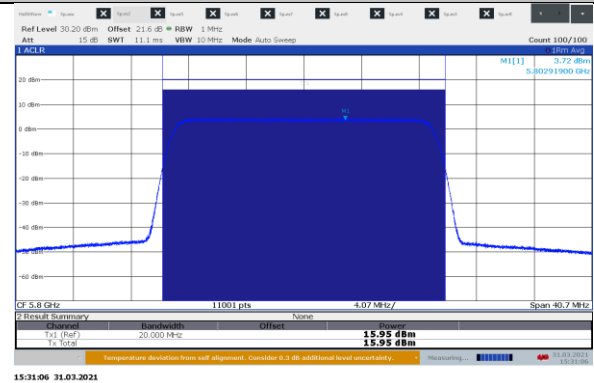 MultiView Spectrum
Ref Level 30.20 dBm Offset 21.6 dB RBW 1 MHz
Att 15 dB SWT 11.1 ms VBW 10 MHz Mode Auto Sweep Count 100/100
1 ACLR 1Rm Avg
M1[1] 3.72 dBm
5.80291900 GHz
20 dBm
10 dBm
M1
0 dBm
-10 dBm
-20 dBm
-30 dBm
-40 dBm
-50 dBm
-60 dBm
CF 5.8 GHz 11001 pts 4.07 MHz/ Span 40.7 MHz
2 Result Summary None
Channel Bandwidth Offset Power
Tx1 (Ref) 20.000 MHz 15.95 dBm
Tx Total 15.95 dBm
Temperature deviation from self alignment. Consider 0.3 dB additional level uncertainty. Measuring... 31.03.2021
15:31:06
15:31:06 31.03.2021